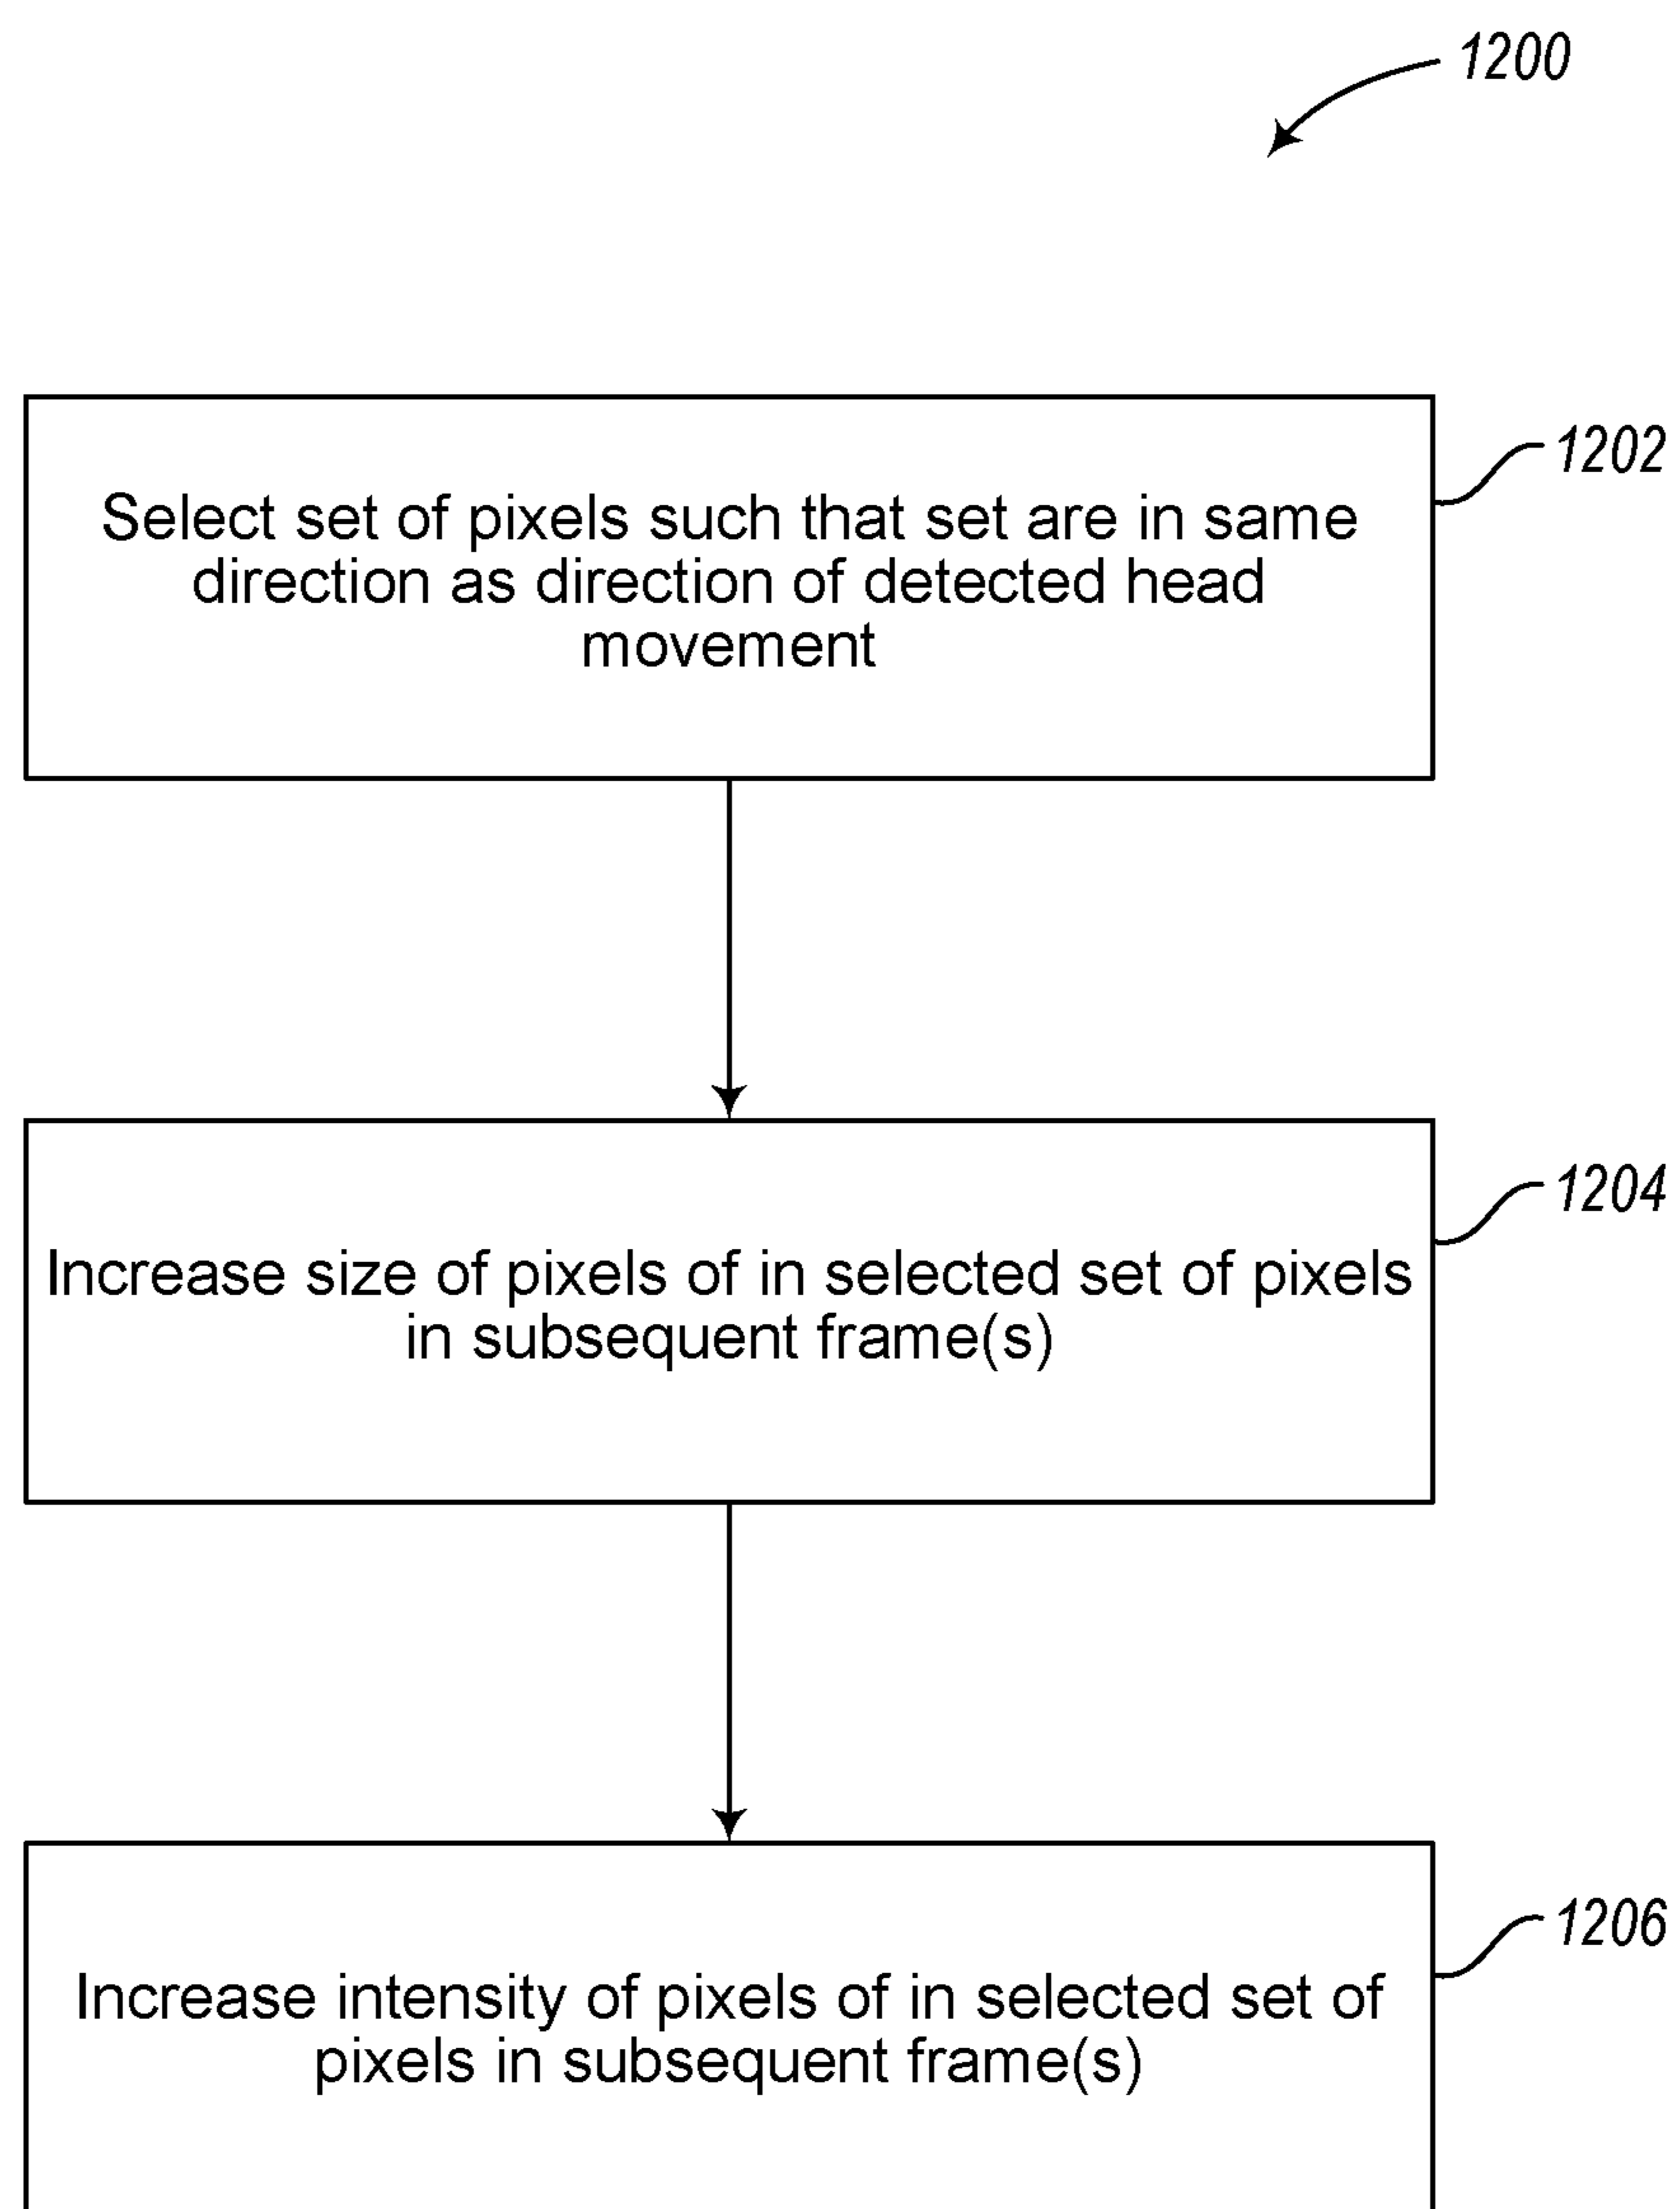 1200
1202
Select set of pixels such that set are in same
direction as direction of detected head
movement
1204
Increase size of pixels of in selected set of pixels
in subsequent frame(s)
1206
Increase intensity of pixels of in selected set of
pixels in subsequent frame(s)